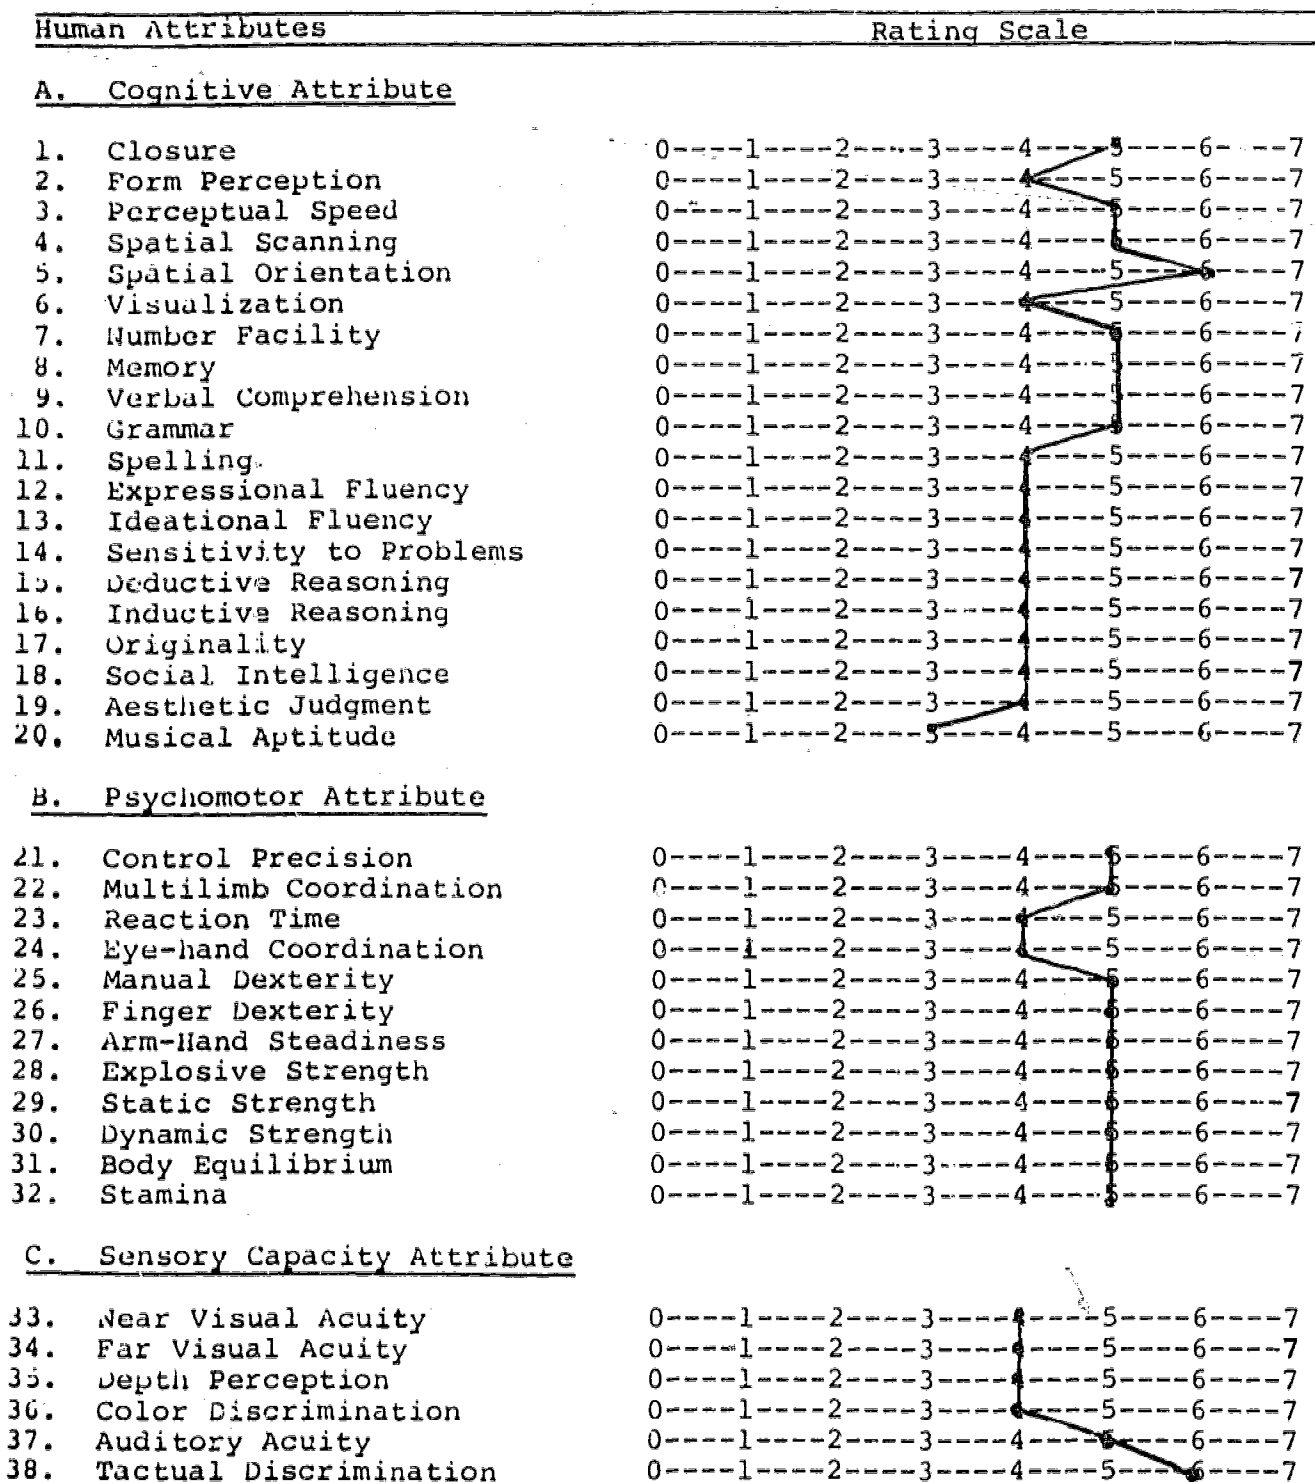 Human Attributes Rating Scale
A. Cognitive Attribute
1. Closure 0----1----2----3----4----5----6----7
2. Form Perception 0----1----2----3----4----5----6----7
3. Perceptual Speed 0----1----2----3----4----5----6----7
4. Spatial Scanning 0----1----2----3----4----5----6----7
5. Spatial Orientation 0----1----2----3----4----5----6----7
6. Visualization 0----1----2----3----4----5----6----7
7. Number Facility 0----1----2----3----4----5----6----7
8. Memory 0----1----2----3----4----5----6----7
9. Verbal Comprehension 0----1----2----3----4----5----6----7
10. Grammar 0----1----2----3----4----5----6----7
11. Spelling 0----1----2----3----4----5----6----7
12. Expressional Fluency 0----1----2----3----4----5----6----7
13. Ideational Fluency 0----1----2----3----4----5----6----7
14. Sensitivity to Problems 0----1----2----3----4----5----6----7
15. Deductive Reasoning 0----1----2----3----4----5----6----7
16. Inductive Reasoning 0----1----2----3----4----5----6----7
17. Originality 0----1----2----3----4----5----6----7
18. Social Intelligence 0----1----2----3----4----5----6----7
19. Aesthetic Judgment 0----1----2----3----4----5----6----7
20. Musical Aptitude 0----1----2----3----4----5----6----7
B. Psychomotor Attribute
21. Control Precision 0----1----2----3----4----5----6----7
22. Multilimb Coordination 0----1----2----3----4----5----6----7
23. Reaction Time 0----1----2----3----4----5----6----7
24. Eye-hand Coordination 0----1----2----3----4----5----6----7
25. Manual Dexterity 0----1----2----3----4----5----6----7
26. Finger Dexterity 0----1----2----3----4----5----6----7
27. Arm-Hand Steadiness 0----1----2----3----4----5----6----7
28. Explosive Strength 0----1----2----3----4----5----6----7
29. Static Strength 0----1----2----3----4----5----6----7
30. Dynamic Strength 0----1----2----3----4----5----6----7
31. Body Equilibrium 0----1----2----3----4----5----6----7
32. Stamina 0----1----2----3----4----5----6----7
C. Sensory Capacity Attribute
33. Near Visual Acuity 0----1----2----3----4----5----6----7
34. Far Visual Acuity 0----1----2----3----4----5----6----7
35. Depth Perception 0----1----2----3----4----5----6----7
36. Color Discrimination 0----1----2----3----4----5----6----7
37. Auditory Acuity 0----1----2----3----4----5----6----7
38. Tactual Discrimination 0----1----2----3----4----5----6----7